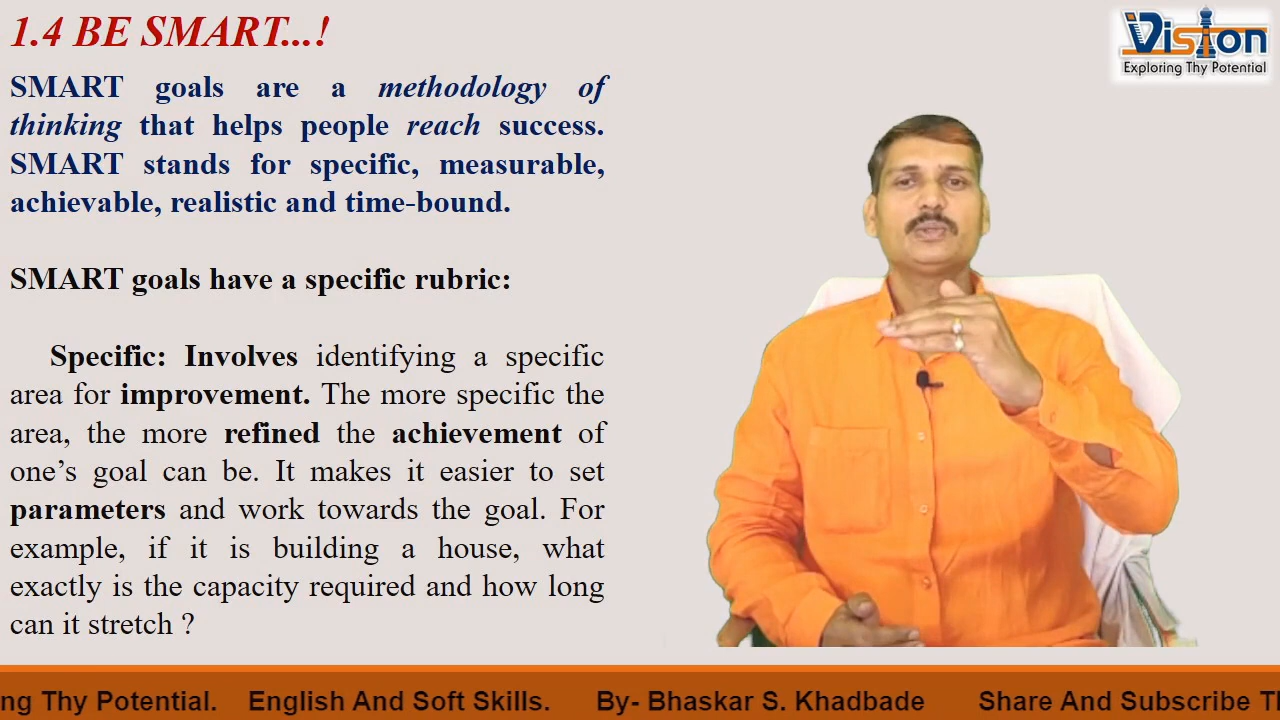 1.4 BE SMART...!
SMART goals are a methodology of
thinking that helps people reach success.
SMART stands for specific, measurable,
achievable, realistic and time-bound.
SMART goals have a specific rubric:
Specific: Involves identifying a specific
area for improvement. The more specific the
area, the more refined the achievement of
one’s goal can be. It makes it easier to set
parameters and work towards the goal. For
example, if it is building a house, what
exactly is the capacity required and how long
can it stretch ?
Vision
Exploring Thy Potential
ng Thy Potential. English And Soft Skills. By- Bhaskar S. Khadbade Share And Subscribe Th